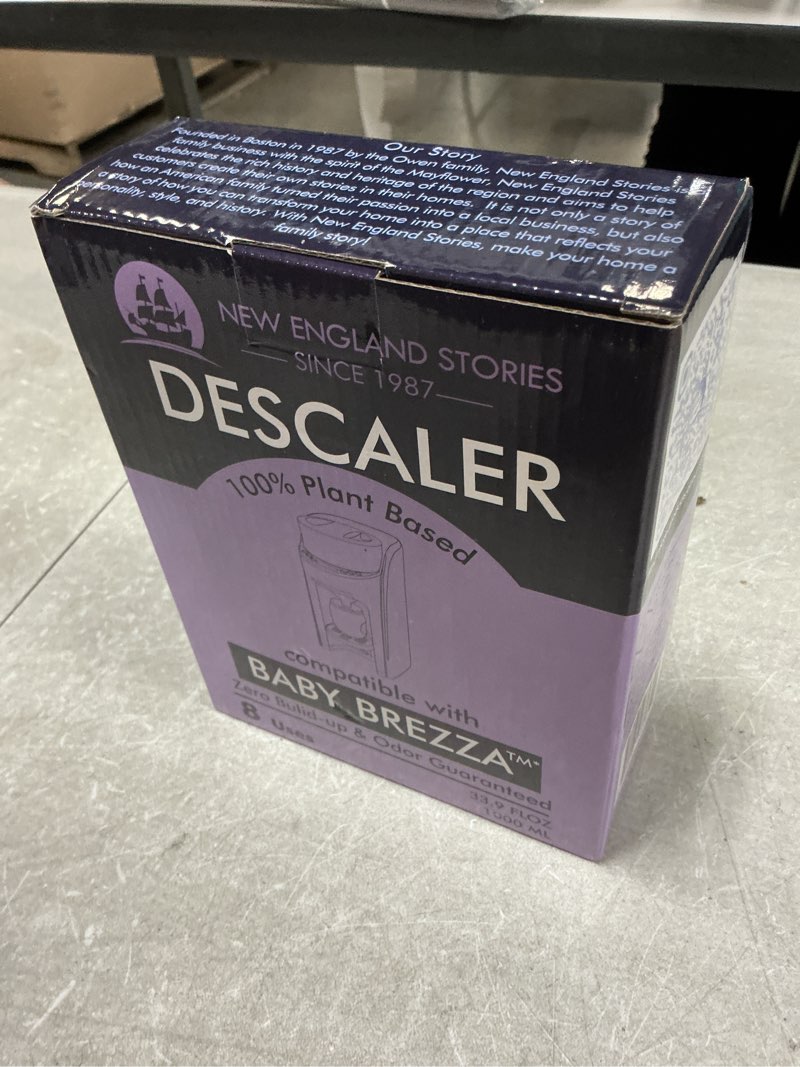 Our Story
Founded in Boston in 1987 by the Owen family, New England Stories is
family business with the spirit of the Mayflower, New England Stories
celebrates the rich history and heritage of the region and aims to help
customers create their own stories in their homes. It is not only a story of
how an American family turned their passion into a local business, but also
a story of how you can transform your home into a place that reflects your
personality, style, and history. With New England Stories, make your home a
family story!
NEW ENGLAND STORIES
SINCE 1987
DESCALER
100% Plant Based
compatible with
BABY BREZZA™*
Zero Bulid-up & Odor Guaranteed
8 Uses
33.9 FLOZ
1000 ML